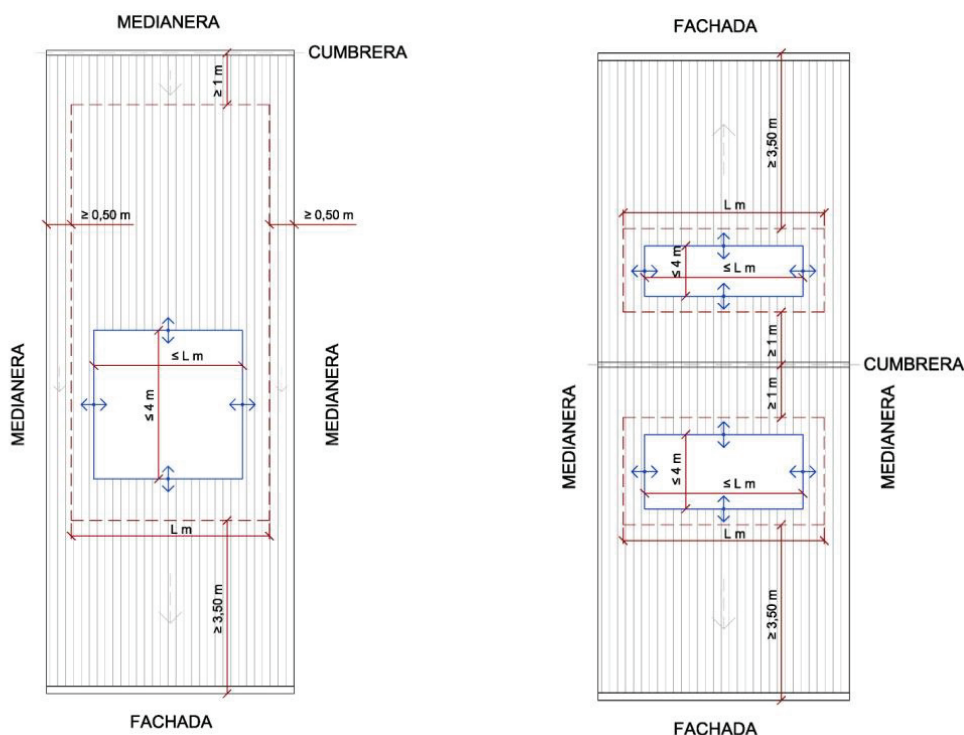 MEDIANERA
CUMBRERA
≥ 1 m
≥ 0,50 m
≥ 0,50 m
MEDIANERA
≤ L m
≤ 4 m
MEDIANERA
L m
≥ 3,50 m
FACHADA
FACHADA
≥ 3,50 m
L m
≤ 4 m
≤ L m
≥ 1 m
CUMBRERA
≥ 1 m
MEDIANERA
MEDIANERA
≤ 4 m
≤ L m
L m
≥ 3,50 m
FACHADA